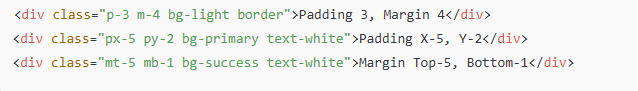 <div class="p-3 m-4 bg-light border">Padding 3, Margin 4</div>
<div class="px-5 py-2 bg-primary text-white">Padding X-5, Y-2</div>
<div class="mt-5 mb-1 bg-success text-white">Margin Top-5, Bottom-1</div>